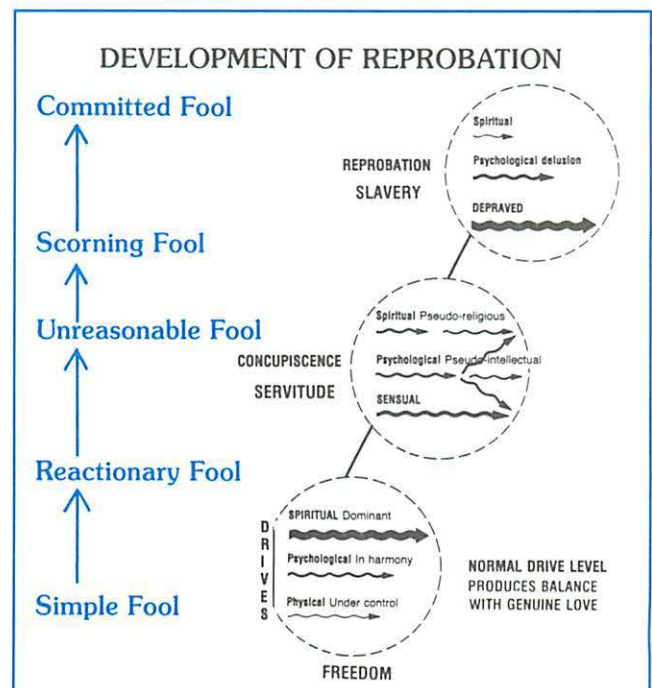 DEVELOPMENT OF REPROBATION
Committed Fool
Scorning Fool
Unreasonable Fool
Reactionary Fool
Simple Fool
Spiritual
Psychological delusion
DEPRAVED
REPROBATION
SLAVERY
Spiritual Pseudo-religious
Psychological Pseudo-intellectual
SENSUAL
CONCUPISCENCE
SERVITUDE
DRIVES
SPIRITUAL Dominant
Psychological In harmony
Physical Under control
NORMAL DRIVE LEVEL
PRODUCES BALANCE
WITH GENUINE LOVE
FREEDOM